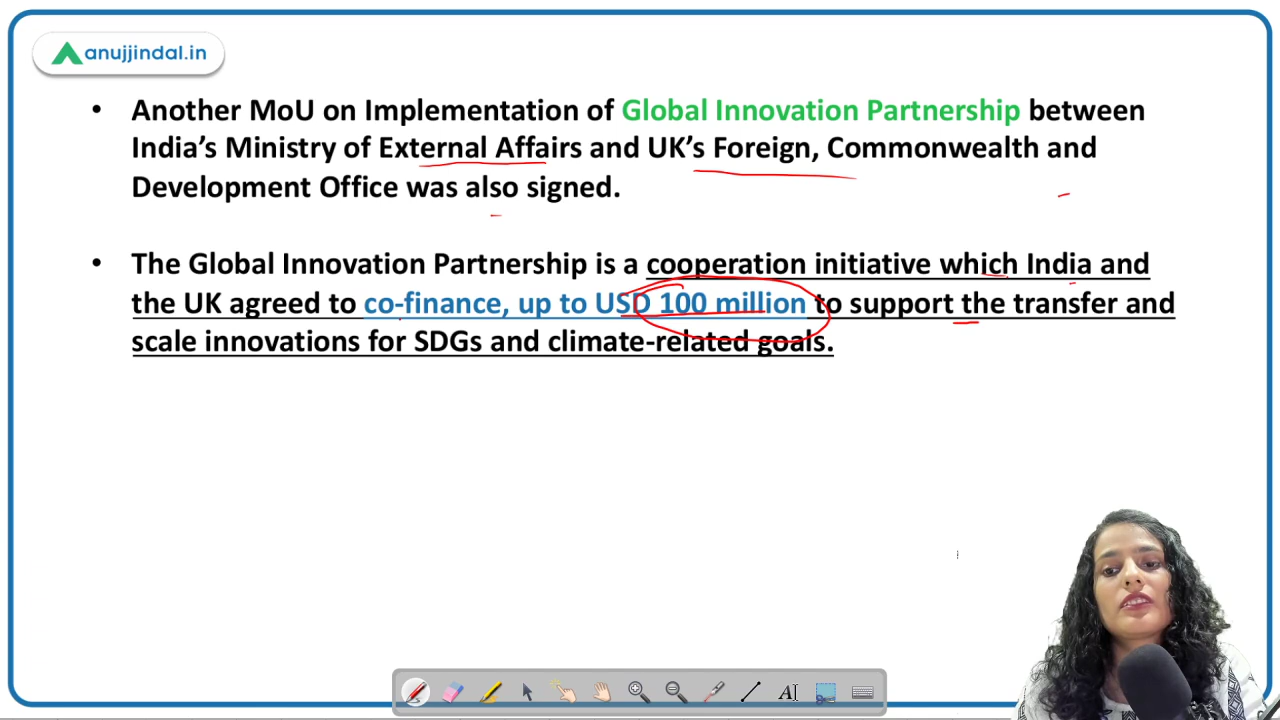 anujjindal.in
• Another MoU on Implementation of Global Innovation Partnership between
India’s Ministry of External Affairs and UK’s Foreign, Commonwealth and
Development Office was also signed.
• The Global Innovation Partnership is a cooperation initiative which India and
the UK agreed to co-finance, up to USD 100 million to support the transfer and
scale innovations for SDGs and climate-related goals.